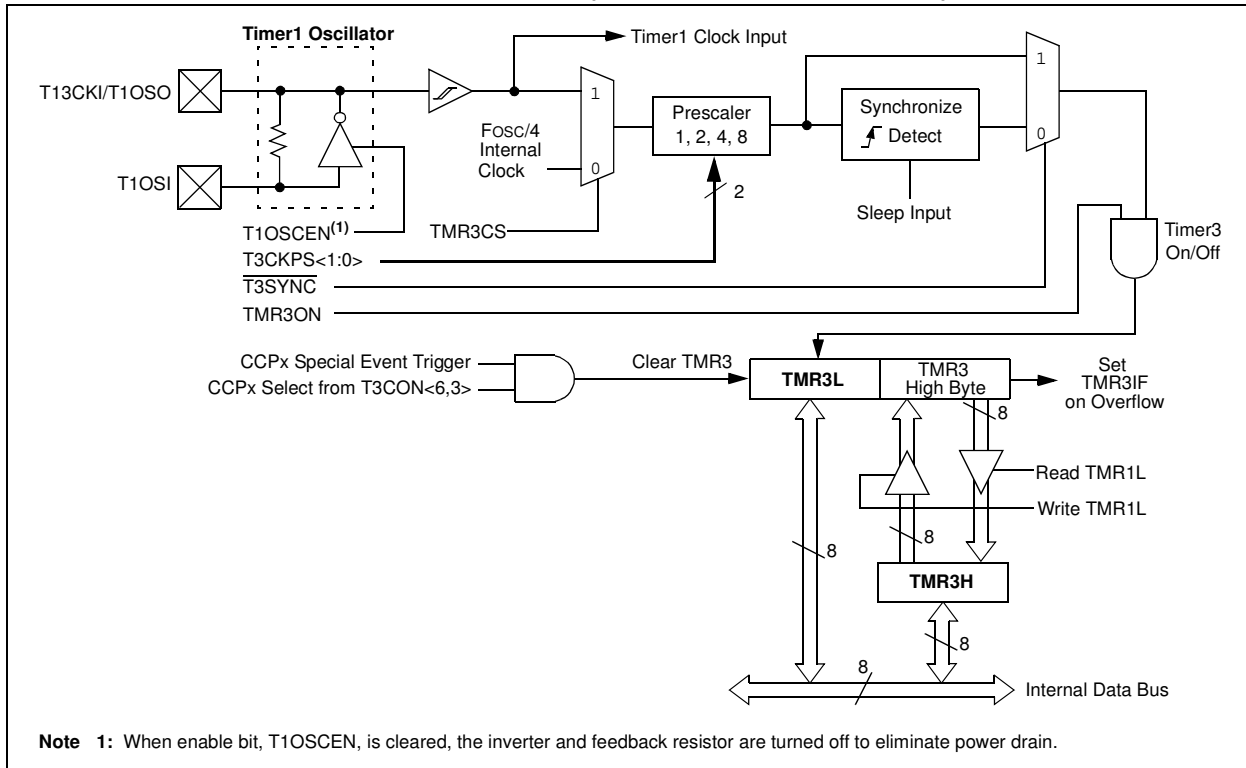 Timer1 Oscillator
Timer1 Clock Input
T13CKI/T1OSO
1
FOSC/4
Internal
Clock
0
Prescaler
1, 2, 4, 8
Synchronize
Detect
1
0
T1OSI
2
Sleep Input
T1OSCEN(1)
TMR3CS
Timer3
On/Off
T3CKPS<1:0>
T3SYNC
TMR3ON
CCPx Special Event Trigger
CCPx Select from T3CON<6,3>
Clear TMR3
TMR3L
TMR3
High Byte
Set
TMR3IF
on Overflow
8
Read TMR1L
Write TMR1L
8
8
TMR3H
8
8
Internal Data Bus
Note 1: When enable bit, T1OSCEN, is cleared, the inverter and feedback resistor are turned off to eliminate power drain.